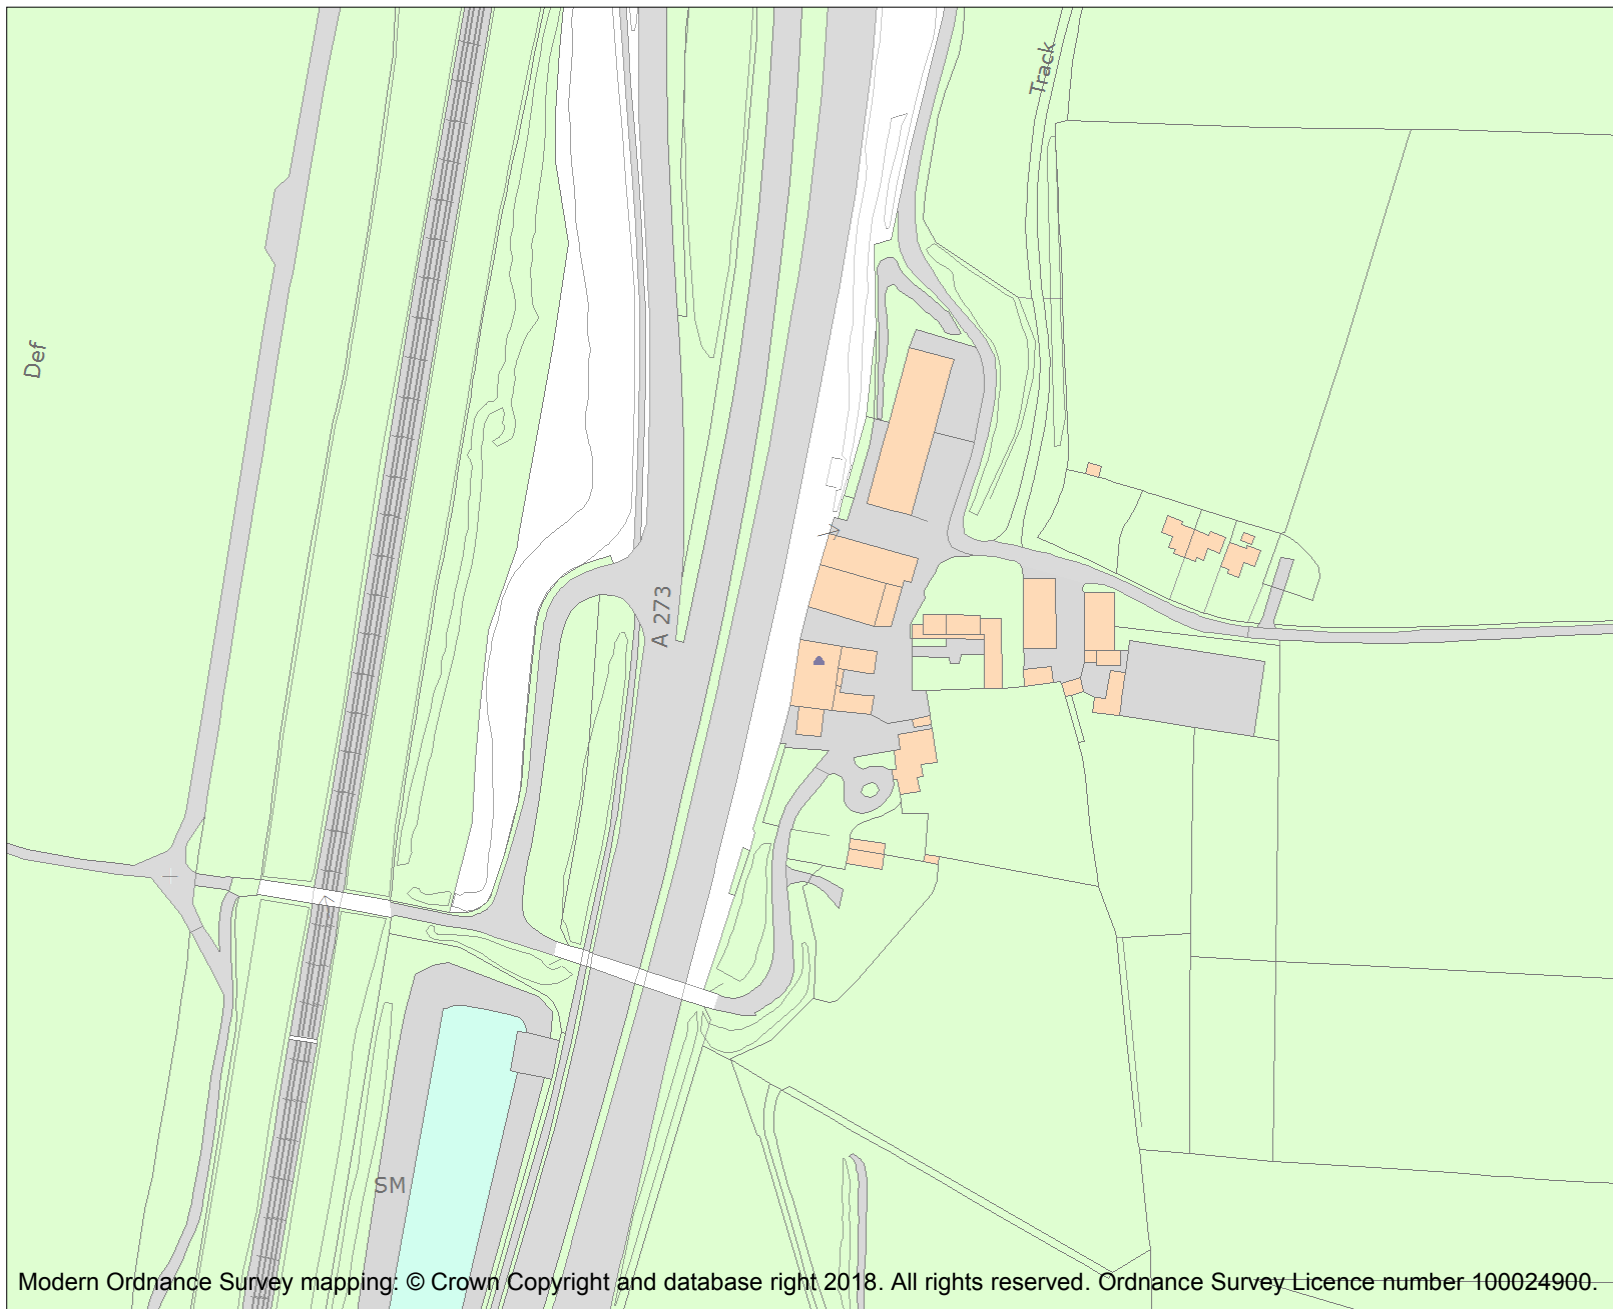 Track
Def
A 273
SM
Modern Ordnance Survey mapping: © Crown Copyright and database right 2018. All rights reserved. Ordnance Survey Licence number 100024900.